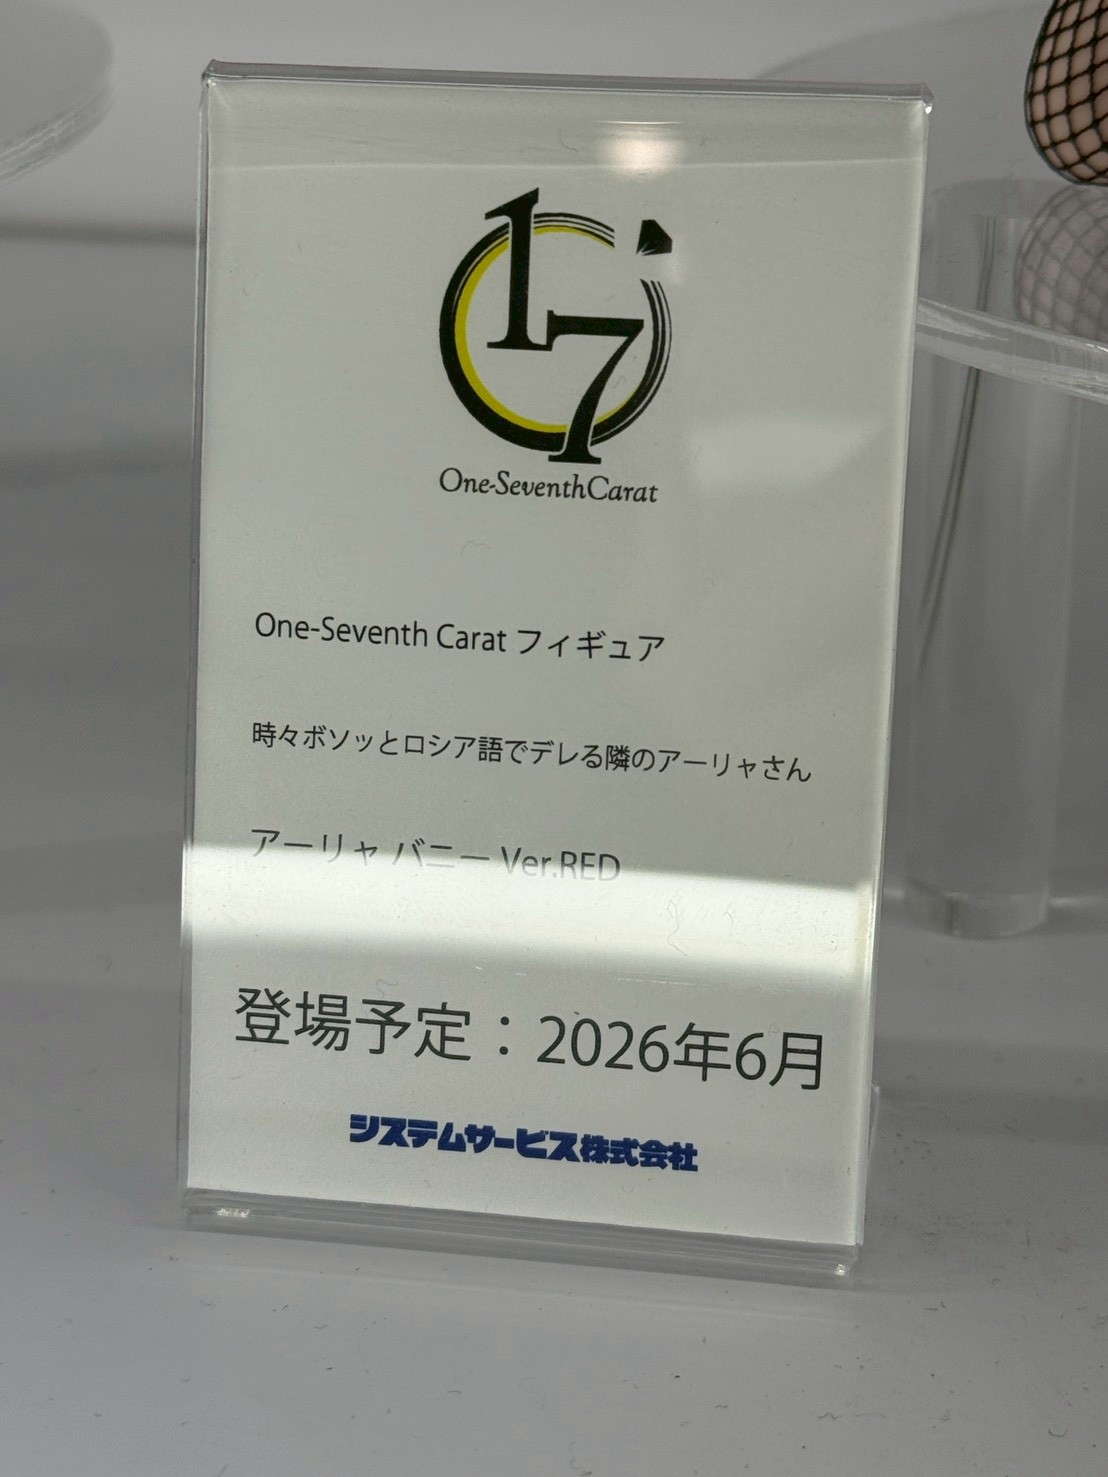 17
One-SeventhCarat
One-Seventh Carat フィギュア
時々ボソッとロシア語でデレる隣のアーリャさん
アーリャ バニー Ver.RED
登場予定：2026年6月
システムサービス株式会社